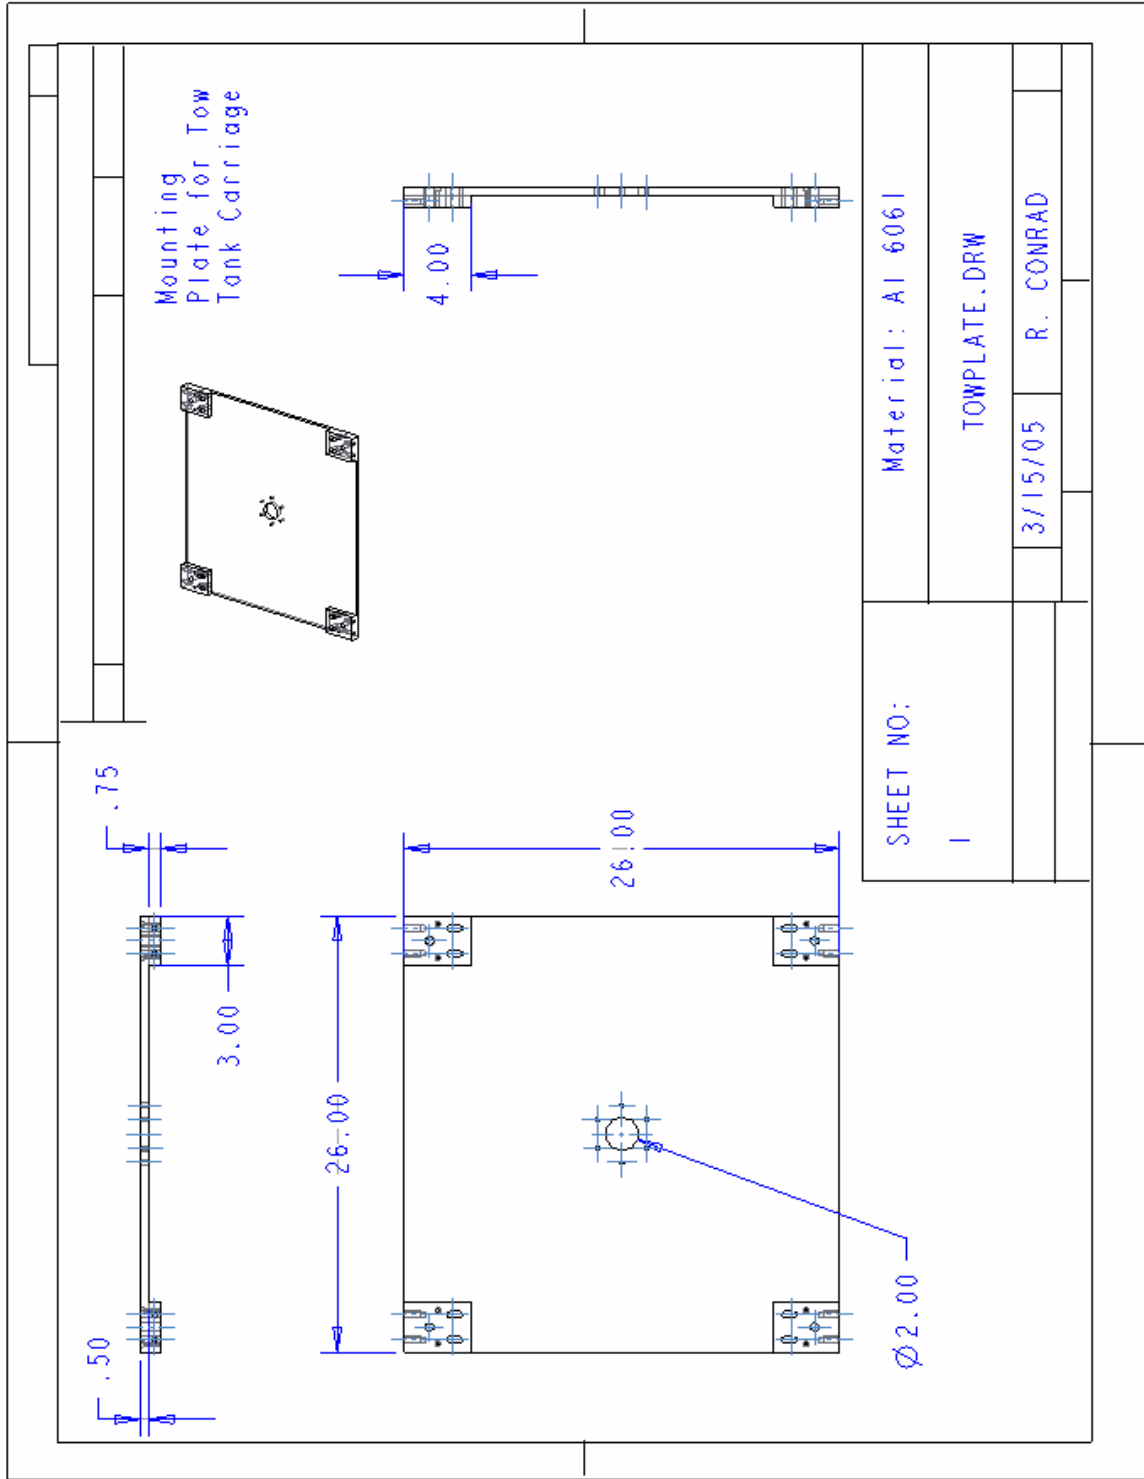 .50
.75
3.00
26.00
26.00
Ø2.00
Mounting
Plate for Tow
Tank Carriage
4.00
SHEET NO:
1
Material: Al 6061
TOWPLATE.DRW
3/15/05
R. CONRAD